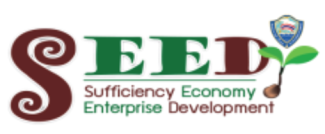 SEED
Sufficiency Economy
Enterprise Development